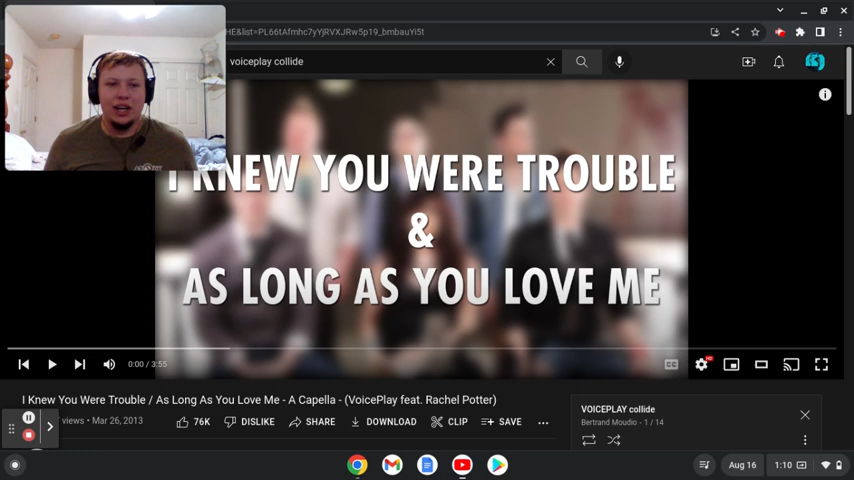 HE&list=PL66tAfmhc7yYjRVXJRw5p19_bmbauYi5t
voiceplay collide
I KNEW YOU WERE TROUBLE
&
AS LONG AS YOU LOVE ME
0:00 / 3:55
CC
HD
I Knew You Were Trouble / As Long As You Love Me - A Capella - (VoicePlay feat. Rachel Potter)
views • Mar 26, 2013
76K
DISLIKE
SHARE
DOWNLOAD
CLIP
SAVE
VOICEPLAY collide
Bertrand Moudio - 1 / 14
Aug 16
1:10